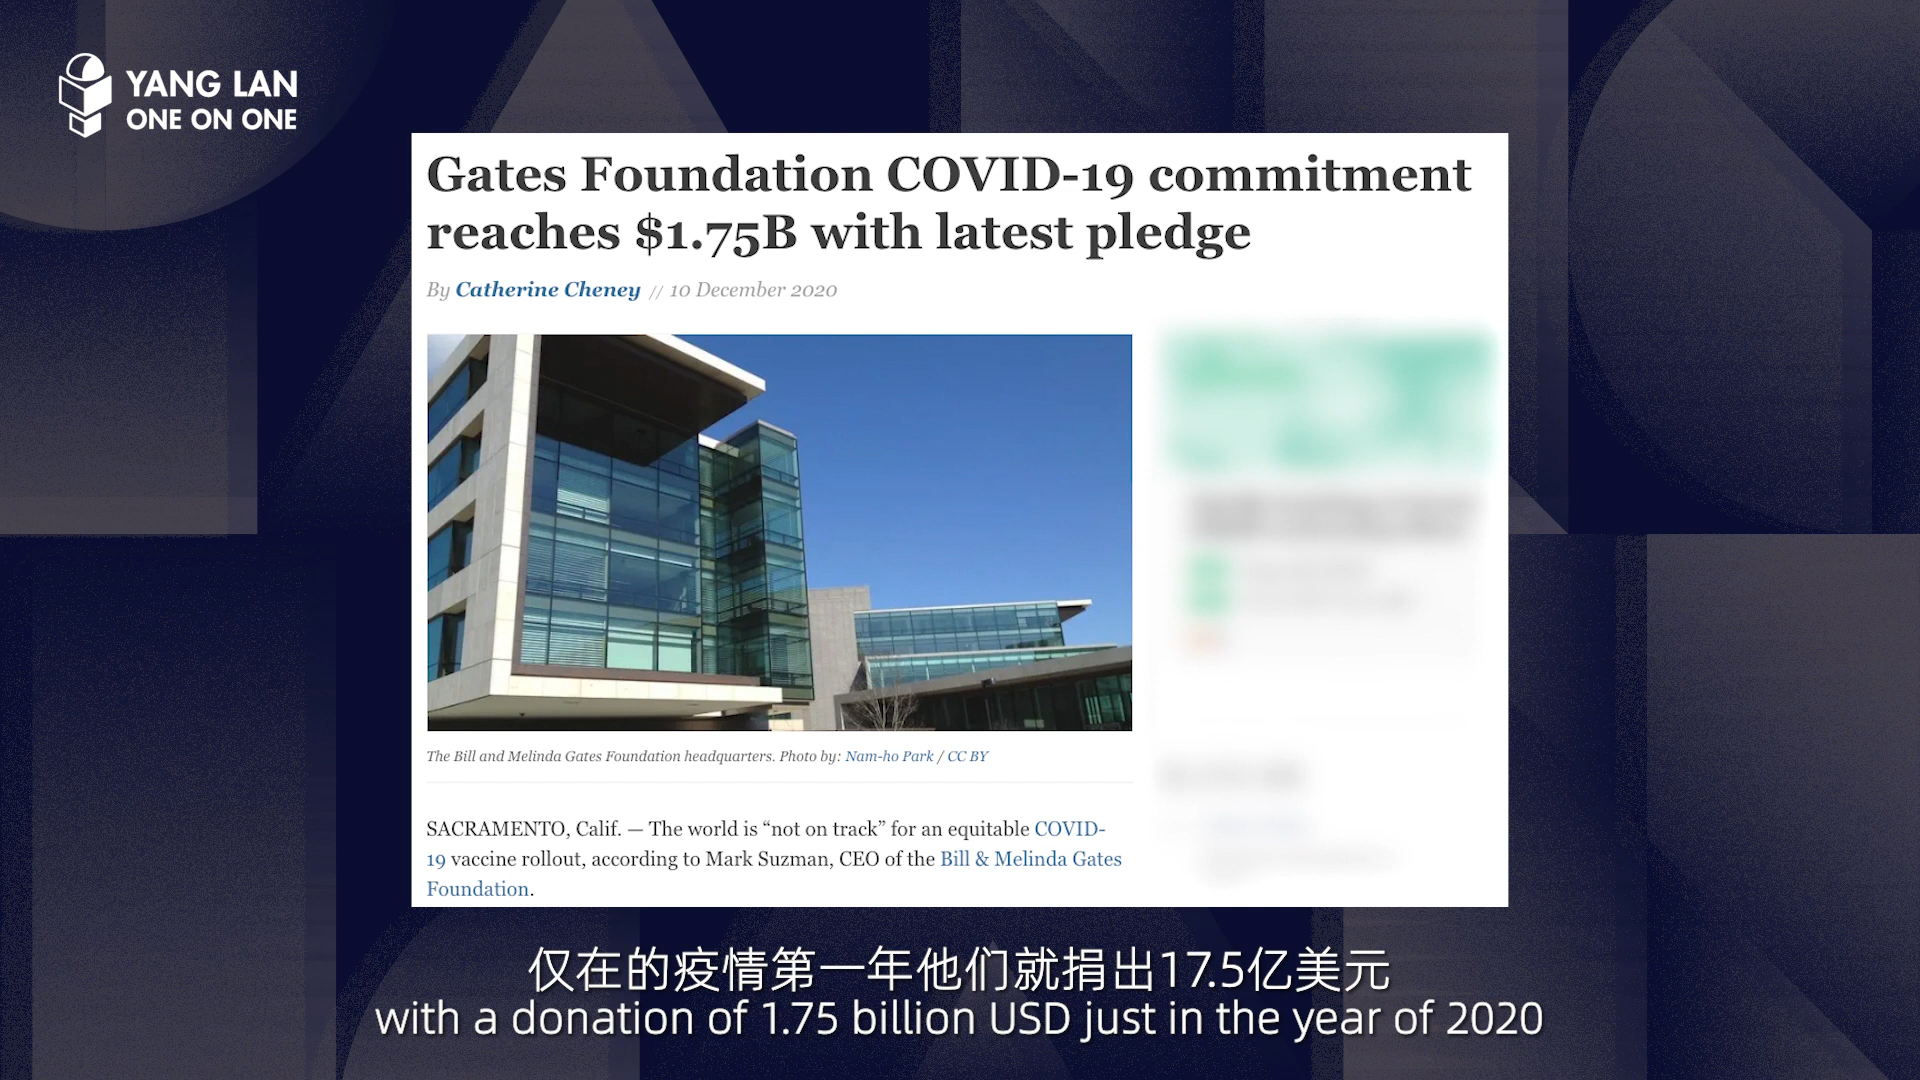 YANG LAN
ONE ON ONE
Gates Foundation COVID-19 commitment
reaches $1.75B with latest pledge
By Catherine Cheney // 10 December 2020
The Bill and Melinda Gates Foundation headquarters. Photo by: Nam-ho Park / CC BY
SACRAMENTO, Calif. — The world is “not on track” for an equitable COVID-
19 vaccine rollout, according to Mark Suzman, CEO of the Bill & Melinda Gates
Foundation.
仅在的疫情第一年他们就捐出17.5亿美元
with a donation of 1.75 billion USD just in the year of 2020